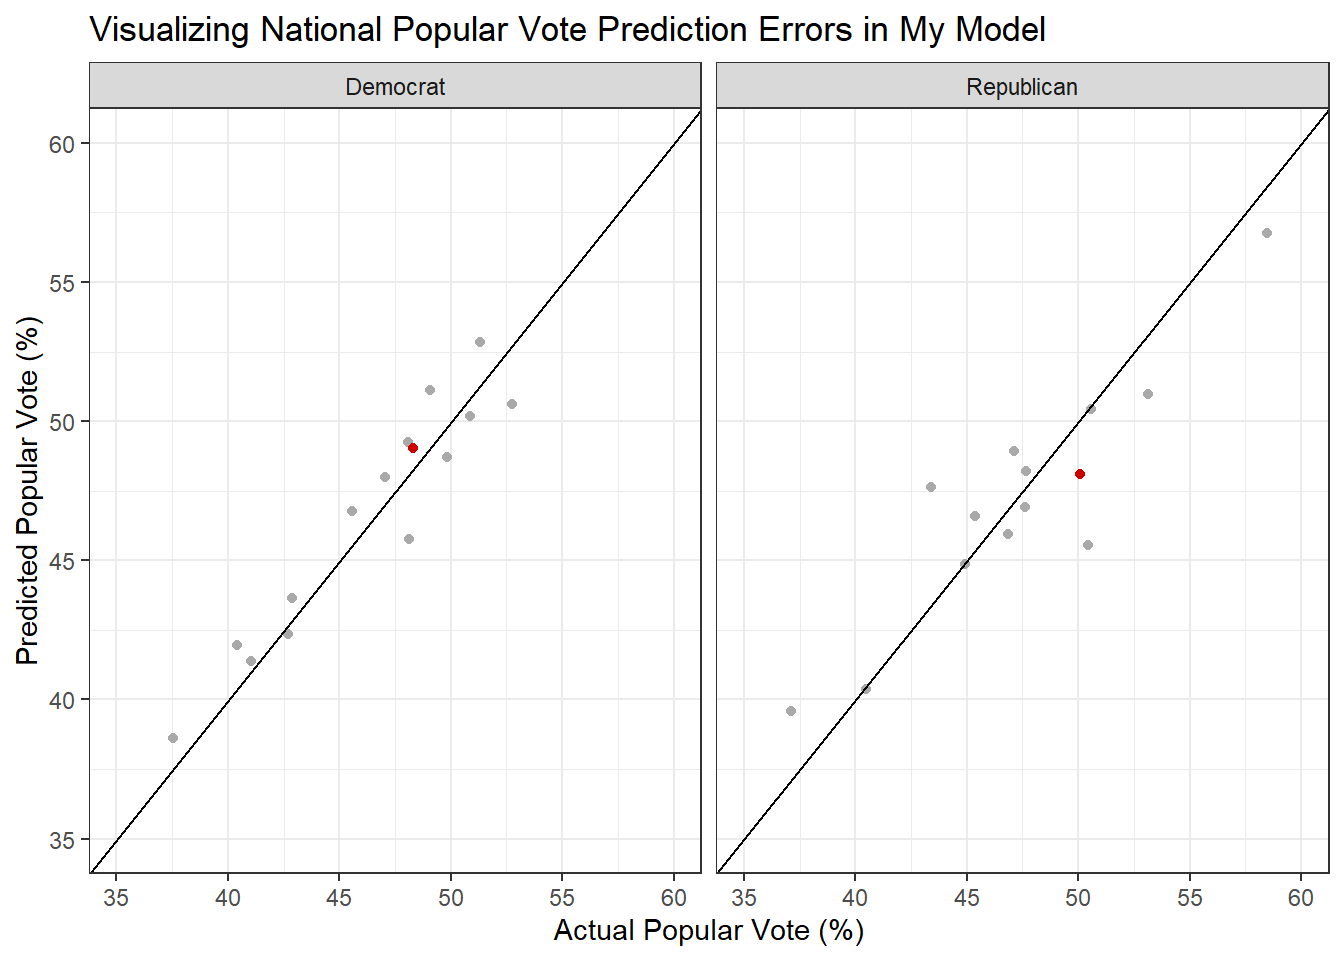 Visualizing National Popular Vote Prediction Errors in My Model
Democrat
Republican
Predicted Popular Vote (%)
60
55
50
45
40
35
35 40 45 50 55 60
35 40 45 50 55 60
Actual Popular Vote (%)